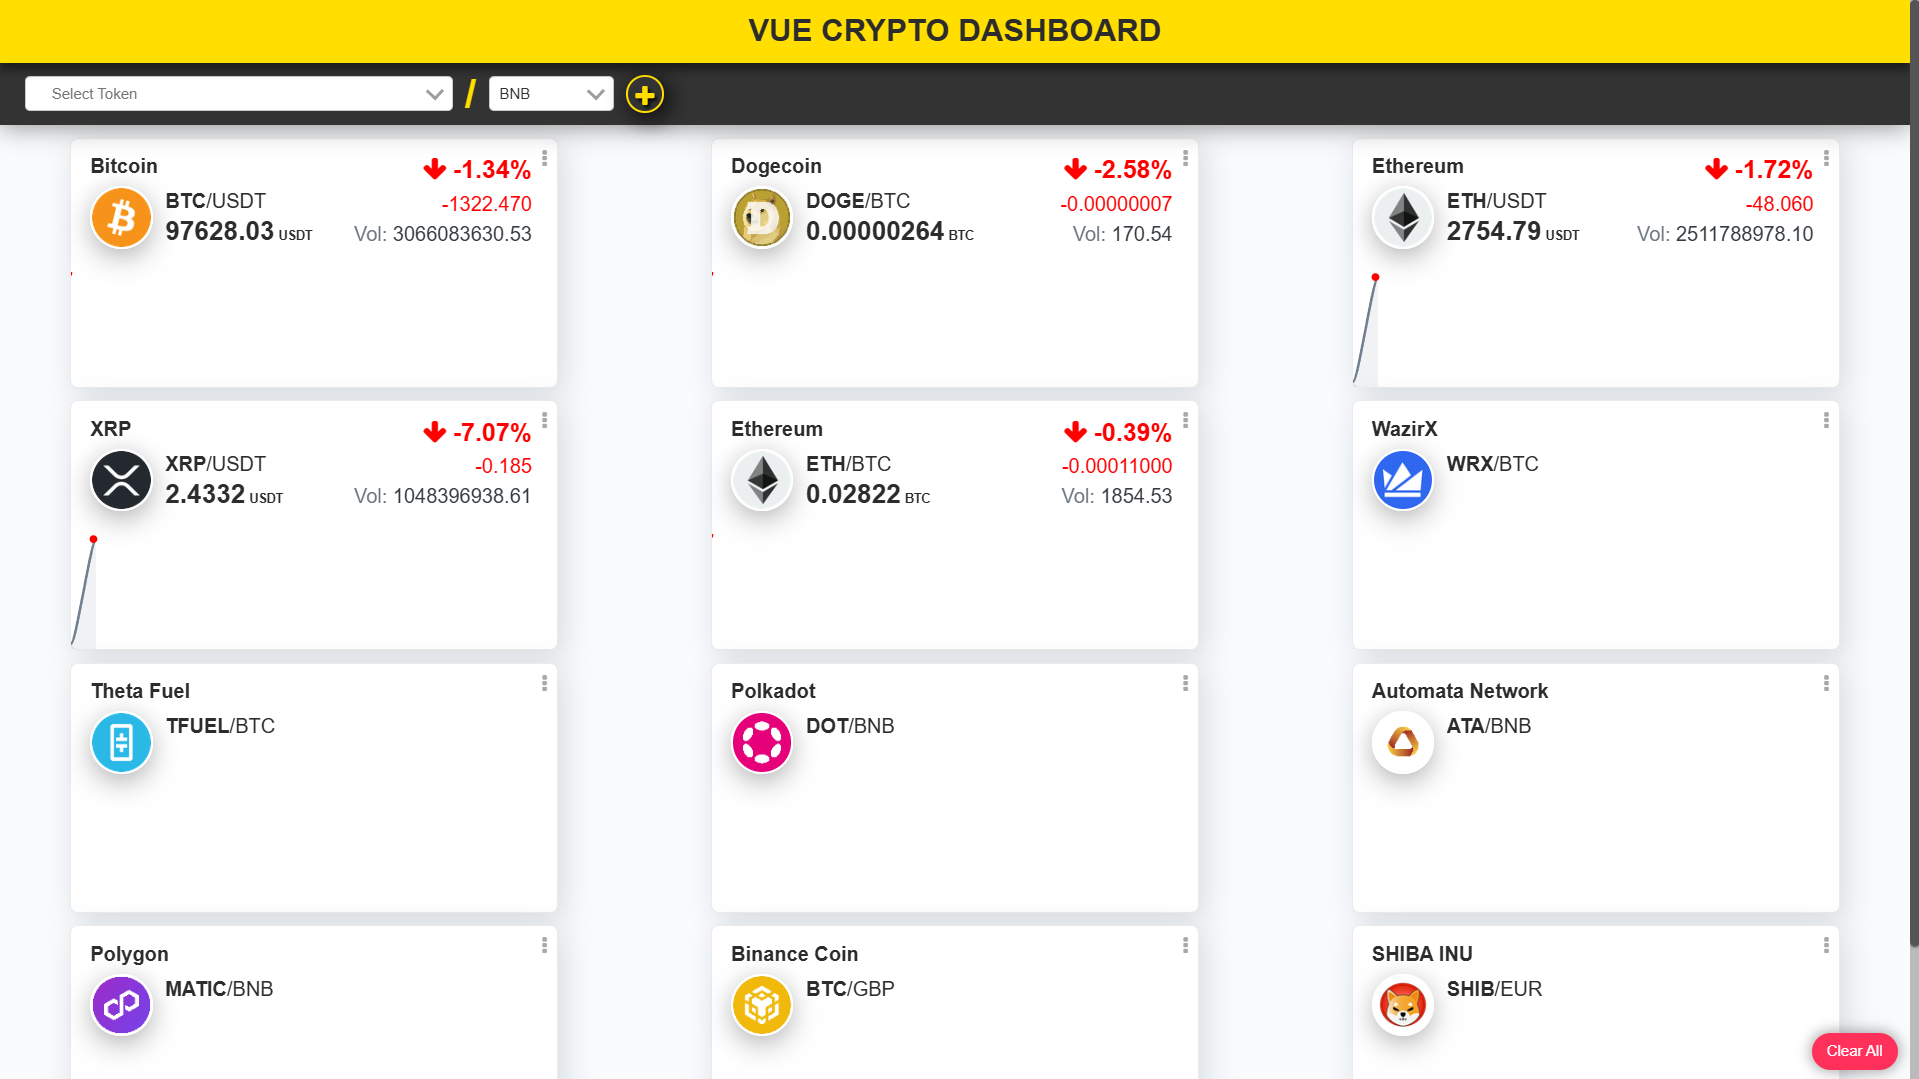 VUE CRYPTO DASHBOARD
Select Token / BNB
Bitcoin
-1.34%
BTC/USDT
-1322.470
97628.03 USDT
Vol: 3066083630.53
Dogecoin
-2.58%
DOGE/BTC
-0.00000007
0.00000264 BTC
Vol: 170.54
Ethereum
-1.72%
ETH/USDT
-48.060
2754.79 USDT
Vol: 2511788978.10
XRP
-7.07%
XRP/USDT
-0.185
2.4332 USDT
Vol: 1048396938.61
Ethereum
-0.39%
ETH/BTC
-0.00011000
0.02822 BTC
Vol: 1854.53
WazirX
WRX/BTC
Theta Fuel
TFUEL/BTC
Polkadot
DOT/BNB
Automata Network
ATA/BNB
Polygon
MATIC/BNB
Binance Coin
BTC/GBP
SHIBA INU
SHIB/EUR
Clear All